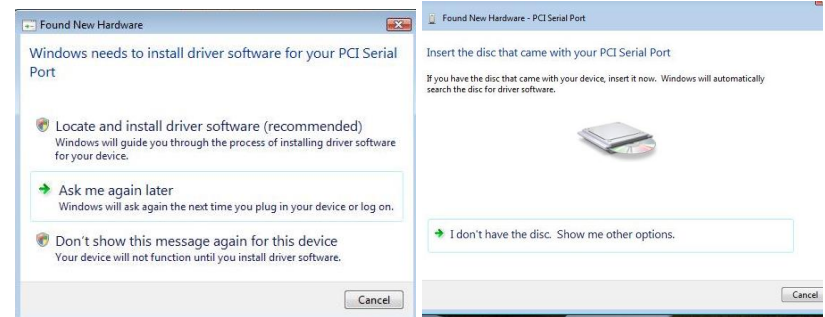 Found New Hardware
Windows needs to install driver software for your PCI Serial
Port
Locate and install driver software (recommended)
Windows will guide you through the process of installing driver software
for your device.
Ask me again later
Windows will ask again the next time you plug in your device or log on.
Don't show this message again for this device
Your device will not function until you install driver software.
Cancel
Found New Hardware - PCI Serial Port
Insert the disc that came with your PCI Serial Port
If you have the disc that came with your device, insert it now.  Windows will automatically
search the disc for driver software.
I don't have the disc.  Show me other options.
Cancel